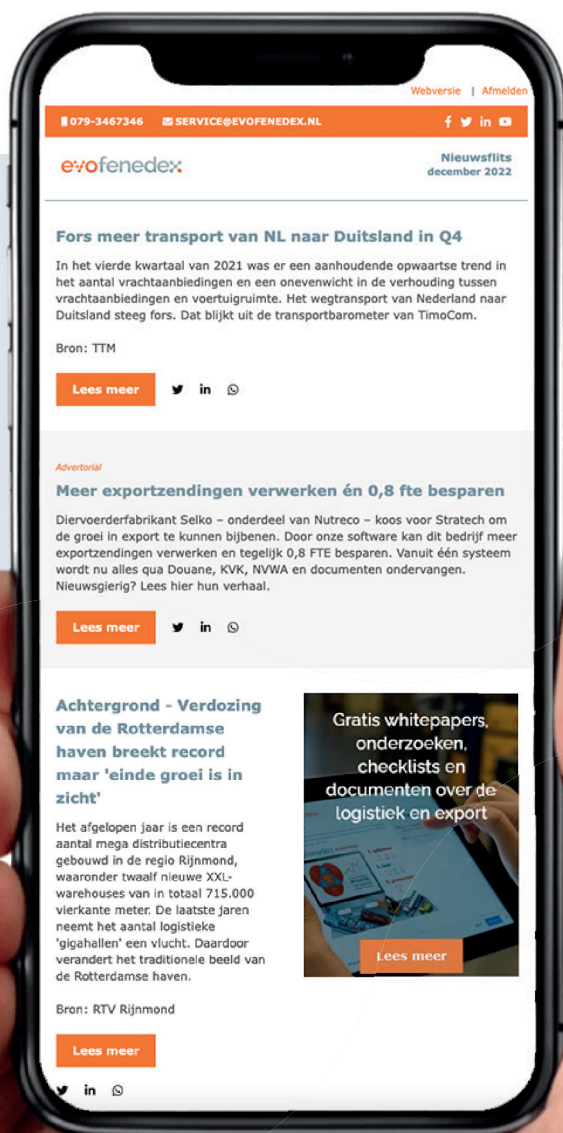 Webversie | Afmelden
079-3467346 SERVICE@EVOFENEDEX.NL
evofenedex
Nieuwsflits
december 2022
Fors meer transport van NL naar Duitsland in Q4
In het vierde kwartaal van 2021 was er een aanhoudende opwaartse trend in
het aantal vrachtaanbiedingen en een onevenwicht in de verhouding tussen
vrachtaanbiedingen en voertuigruimte. Het wegtransport van Nederland naar
Duitsland steeg fors. Dat blijkt uit de transportbarometer van TimoCom.
Bron: TTM
Lees meer
Advertorial
Meer exportzendingen verwerken én 0,8 fte besparen
Diervoerderfabrikant Selko – onderdeel van Nutreco – koos voor Stratech om
de groei in export te kunnen bijbenen. Door onze software kan dit bedrijf meer
exportzendingen verwerken en tegelijk 0,8 FTE besparen. Vanuit één systeem
wordt nu alles qua Douane, KVK, NVWA en documenten ondervangen.
Nieuwsgierig? Lees hier hun verhaal.
Lees meer
Achtergrond - Verdozing
van de Rotterdamse
haven breekt record
maar 'einde groei is in
zicht'
Het afgelopen jaar is een record
aantal mega distributiecentra
gebouwd in de regio Rijnmond,
waaronder twaalf nieuwe XXL-
warehouses van in totaal 715.000
vierkante meter. De laatste jaren
neemt het aantal logistieke
'gigahallen' een vlucht. Daardoor
verandert het traditionele beeld van
de Rotterdamse haven.
Bron: RTV Rijnmond
Lees meer
Gratis whitepapers,
onderzoeken,
checklists en
documenten over de
logistiek en export
Lees meer